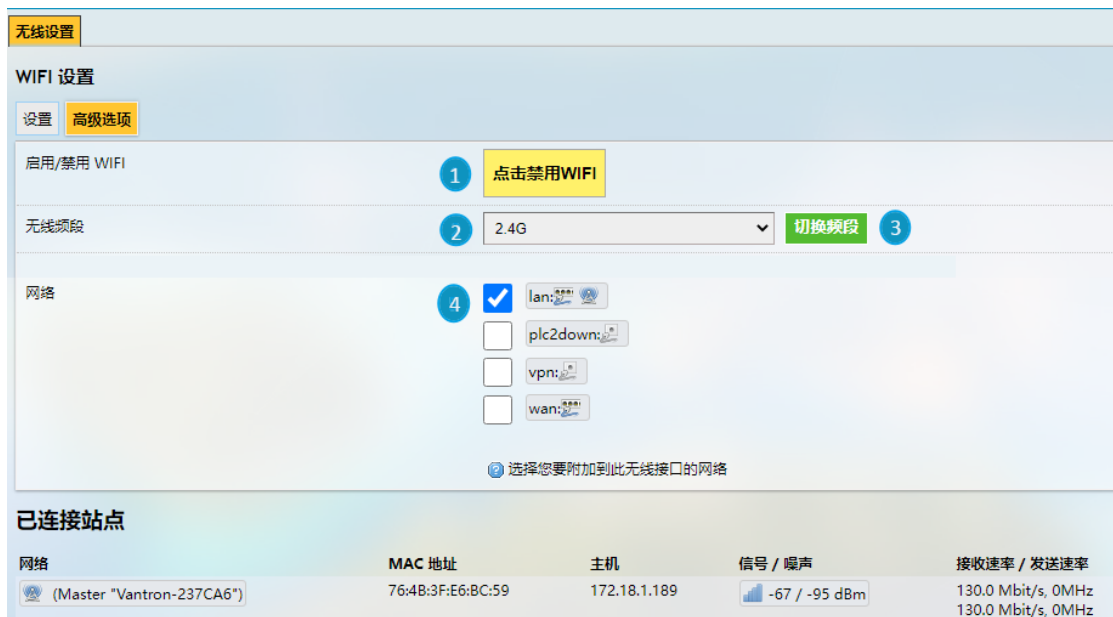 无线设置
WIFI 设置
设置 高级选项
启用/禁用 WIFI 1 点击禁用WIFI
无线频段 2 2.4G 切换频段 3
网络 4 lan:
plc2down:
vpn:
wan:
选择您要附加到此无线接口的网络
已连接站点
网络 MAC 地址 主机 信号 / 噪声 接收速率 / 发送速率
(Master "Vantron-237CA6") 76:4B:3F:E6:BC:59 172.18.1.189 -67 / -95 dBm 130.0 Mbit/s, 0MHz
130.0 Mbit/s, 0MHz